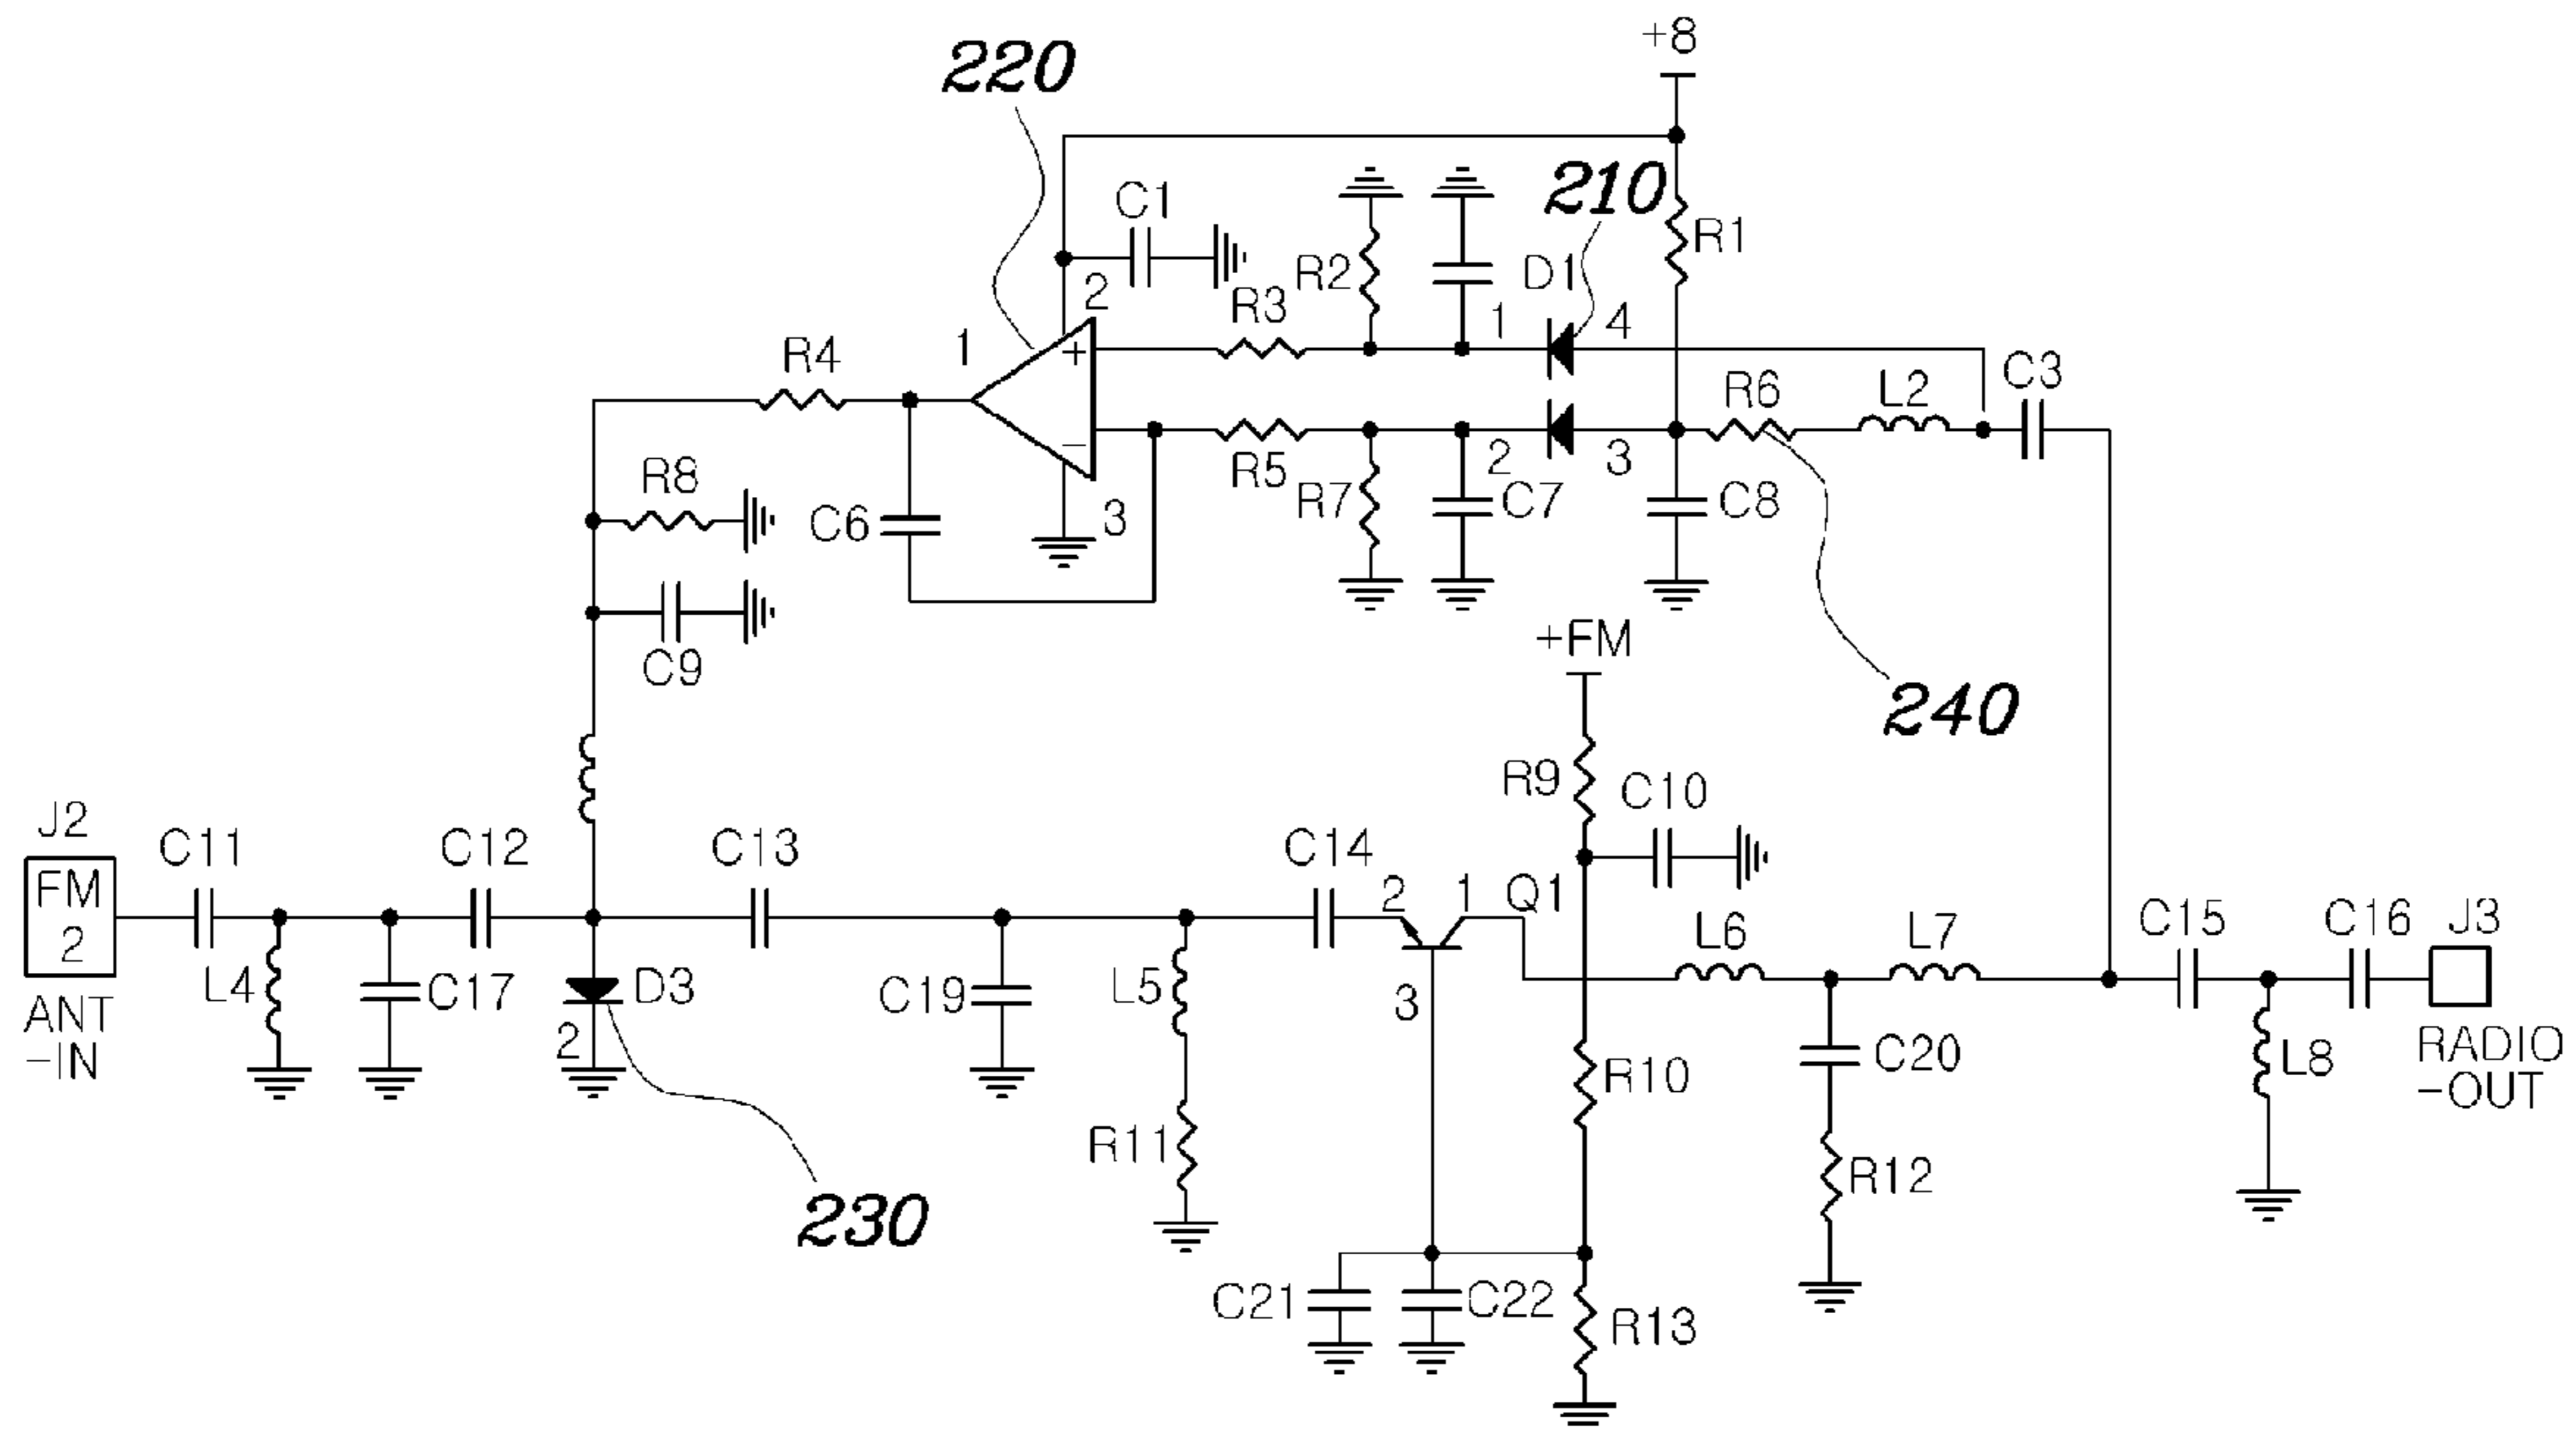 +8
220
210
C1
R1
R2
D1
2
R3
1
4
1
R4
+
C3
R6
L2
−
R8
R5
2
3
C6
R7
C7
C8
3
+FM
C9
240
R9
C10
J2
C11
C12
C13
C14
2
1
Q1
FM
2
L6
L7
C15
C16
J3
L4
C17
D3
C19
L5
3
ANT
-IN
2
R10
C20
L8
RADIO
-OUT
R11
R12
230
C21
C22
R13